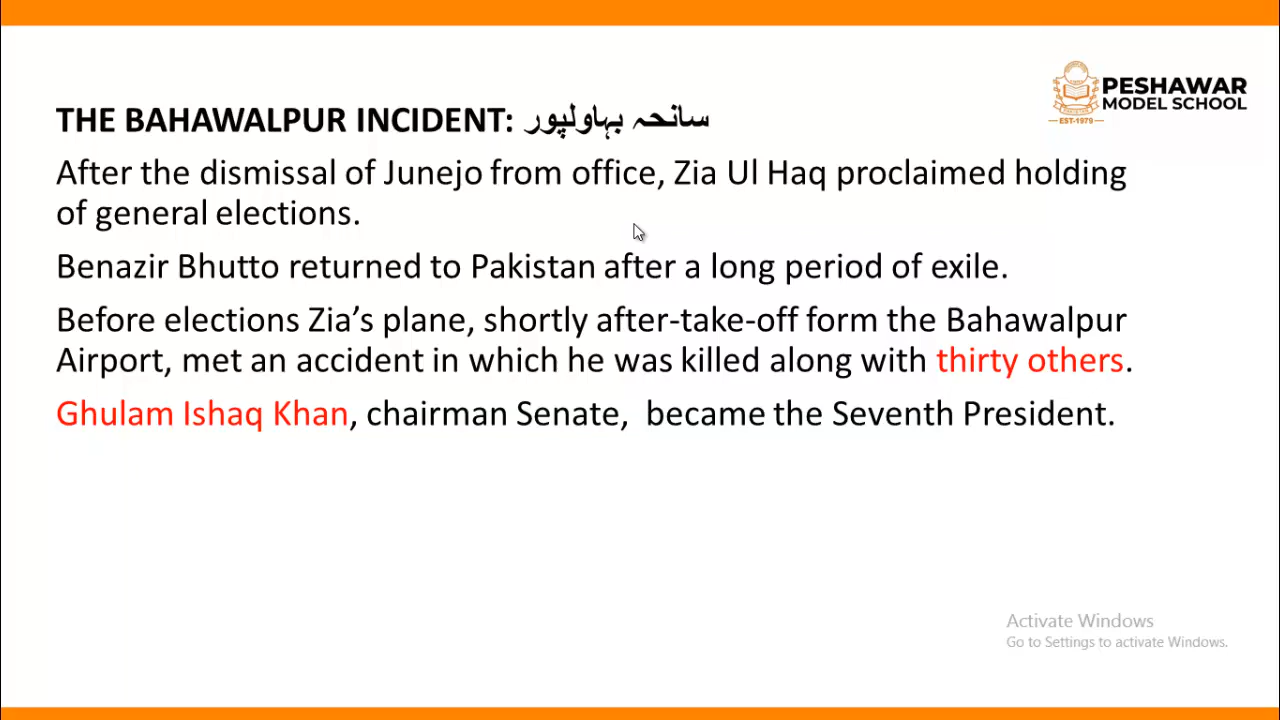 PESHAWAR
MODEL SCHOOL
EST-1979
THE BAHAWALPUR INCIDENT: سانحہ بہاولپور
After the dismissal of Junejo from office, Zia Ul Haq proclaimed holding
of general elections.
Benazir Bhutto returned to Pakistan after a long period of exile.
Before elections Zia's plane, shortly after-take-off form the Bahawalpur
Airport, met an accident in which he was killed along with thirty others.
Ghulam Ishaq Khan, chairman Senate,  became the Seventh President.
Activate Windows
Go to Settings to activate Windows.